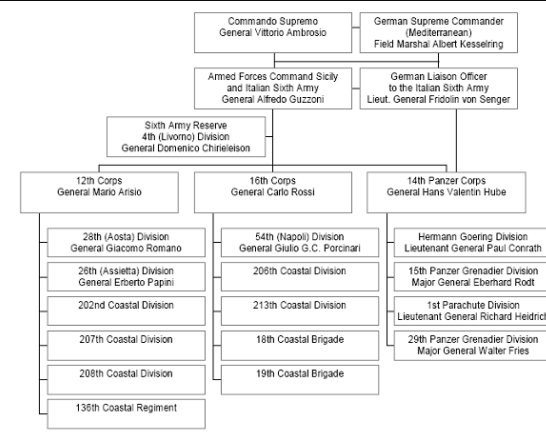 Commando Supremo
General Vittorio Ambrosio
German Supreme Commander
(Mediterranean)
Field Marshal Albert Kesselring
Armed Forces Command Sicily
and Italian Sixth Army
General Alfredo Guzzoni
German Liaison Officer
to the Italian Sixth Army
Lieut. General Fridolin von Senger
Sixth Army Reserve
4th (Livorno) Division
General Domenico Chirieleison
12th Corps
General Mario Arisio
16th Corps
General Carlo Rossi
14th Panzer Corps
General Hans Valentin Hube
28th (Aosta) Division
General Giacomo Romano
26th (Assietta) Division
General Erberto Papini
202nd Coastal Division
207th Coastal Division
208th Coastal Division
136th Coastal Regiment
54th (Napoli) Division
General Giulio G.C. Porcinari
206th Coastal Division
213th Coastal Division
18th Coastal Brigade
19th Coastal Brigade
Hermann Goering Division
Lieutenant General Paul Conrath
15th Panzer Grenadier Division
Major General Eberhard Rodt
1st Parachute Division
Lieutenant General Richard Heidrich
29th Panzer Grenadier Division
Major General Walter Fries